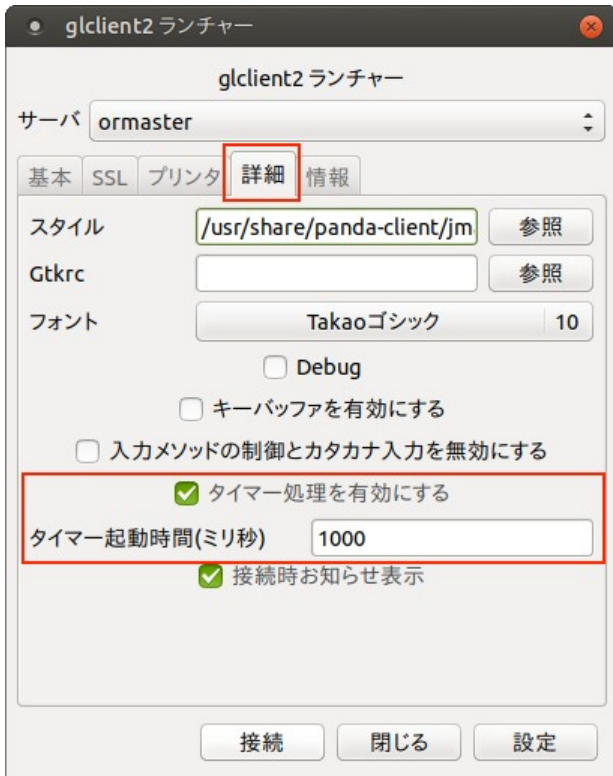 glclient2 ランチャー
glclient2 ランチャー
サーバ ormaster
基本 SSL プリンタ 詳細 情報
スタイル /usr/share/panda-client/jm 参照
Gtkrc 参照
フォント Takaoゴシック 10
Debug
キーバッファを有効にする
入力メソッドの制御とカタカナ入力を無効にする
タイマー処理を有効にする
タイマー起動時間(ミリ秒) 1000
接続時お知らせ表示
接続 閉じる 設定